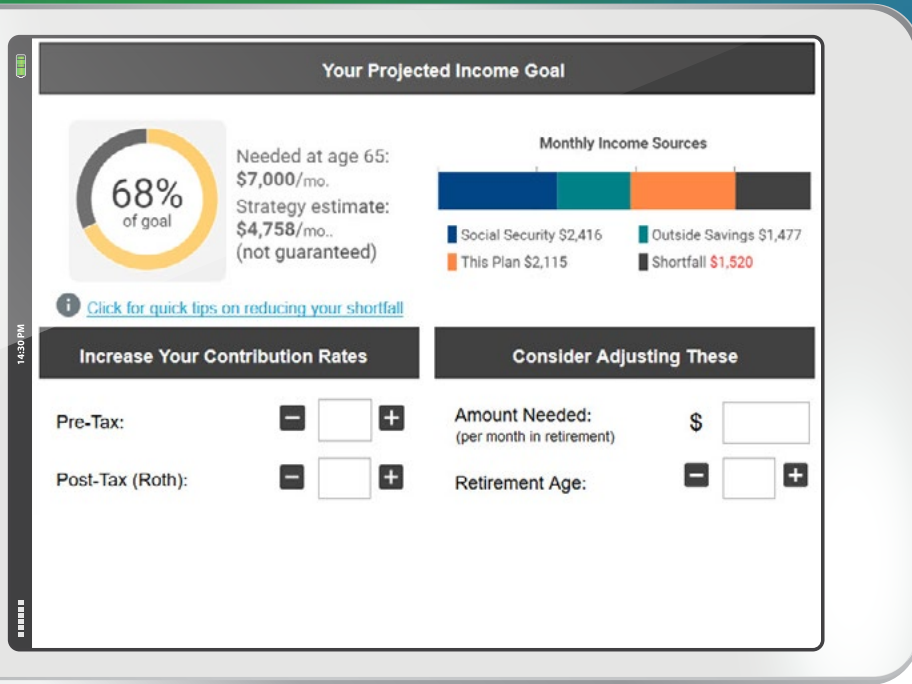 Your Projected Income Goal
68%
of goal
Needed at age 65:
$7,000/mo.
Strategy estimate:
$4,758/mo..
(not guaranteed)
Monthly Income Sources
Social Security $2,416
Outside Savings $1,477
This Plan $2,115
Shortfall $1,520
i
Click for quick tips on reducing your shortfall
14:30 PM
Increase Your Contribution Rates
Pre-Tax:
Post-Tax (Roth):
Consider Adjusting These
Amount Needed:
(per month in retirement)
$
Retirement Age: